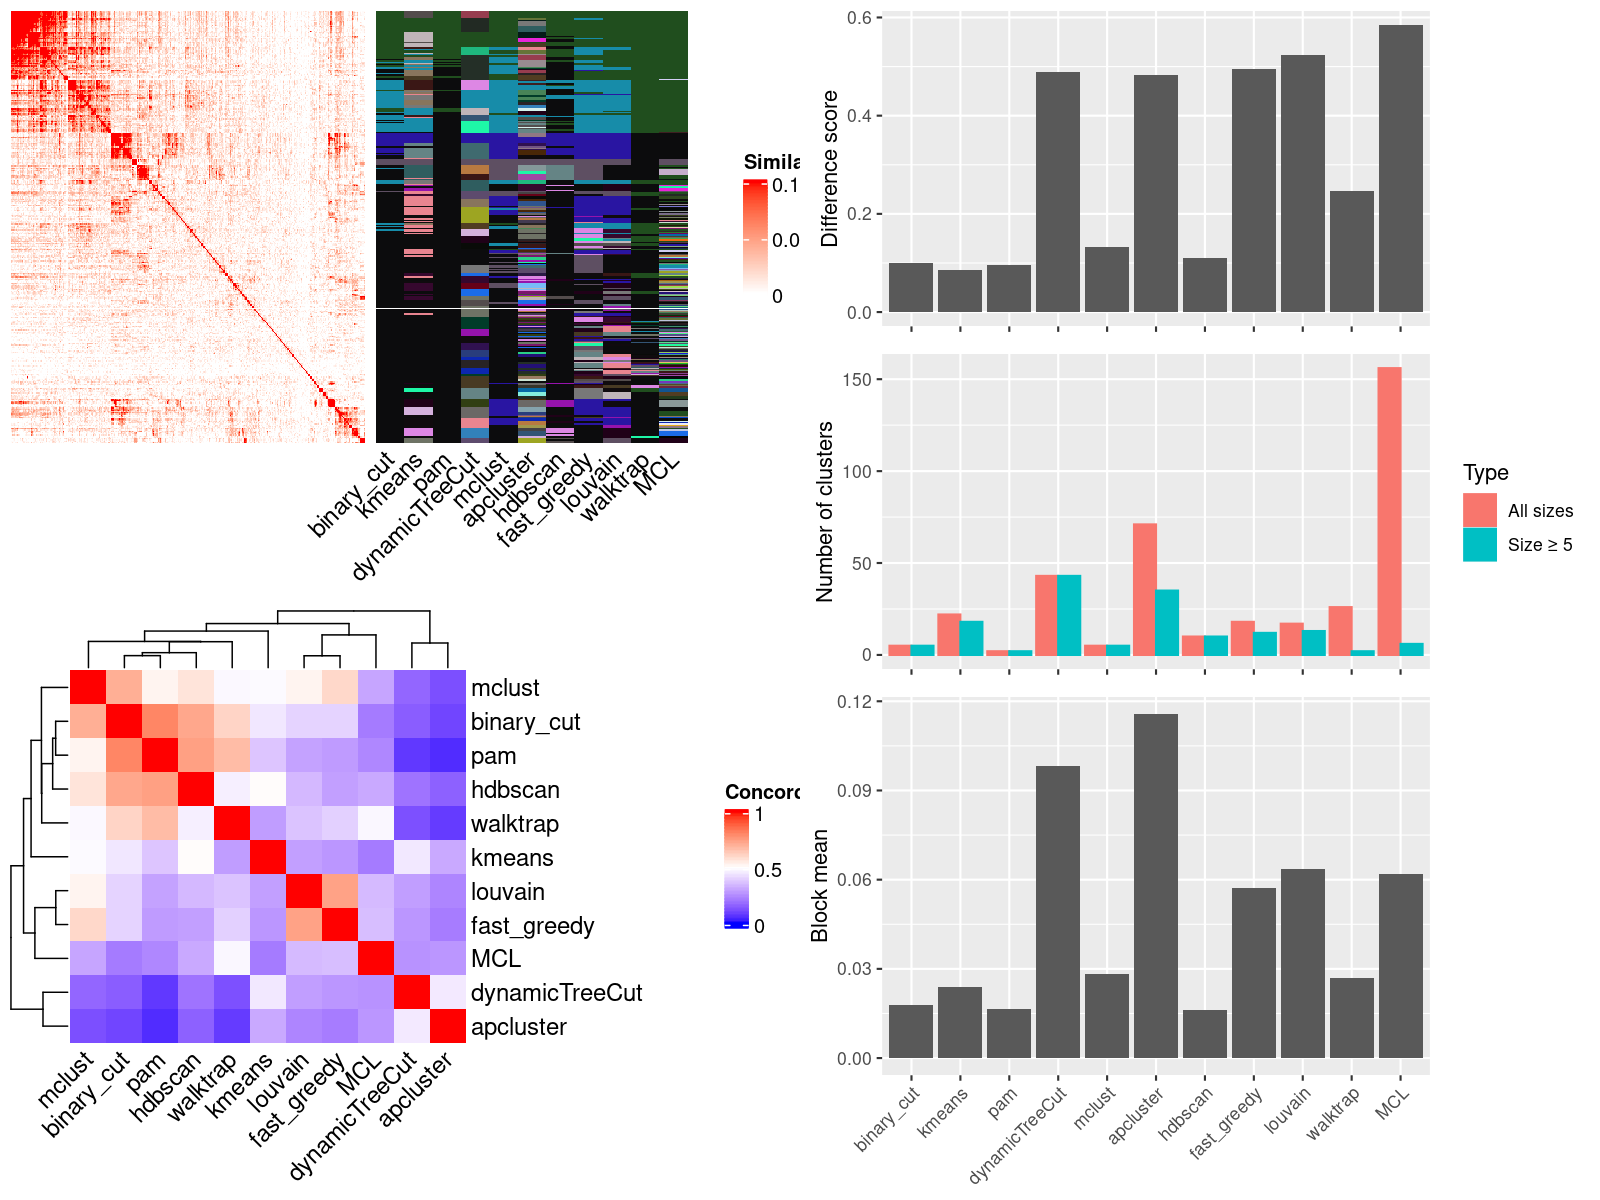 Simila
0.1
0.0
0
binary_cut
kmeans
pam
dynamicTreeCut
mclust
apcluster
hdbscan
fast_greedy
louvain
walktrap
MCL
mclust
binary_cut
pam
hdbscan
walktrap
kmeans
louvain
fast_greedy
MCL
dynamicTreeCut
apcluster
Concord
1
0.5
0
mclust
binary_cut
pam
hdbscan
walktrap
kmeans
louvain
fast_greedy
MCL
dynamicTreeCut
apcluster
Difference score
0.6
0.4
0.2
0.0
Number of clusters
150
100
50
0
Type
All sizes
Size ≥ 5
Block mean
0.12
0.09
0.06
0.03
0.00
binary_cut
kmeans
pam
dynamicTreeCut
mclust
apcluster
hdbscan
fast_greedy
louvain
walktrap
MCL